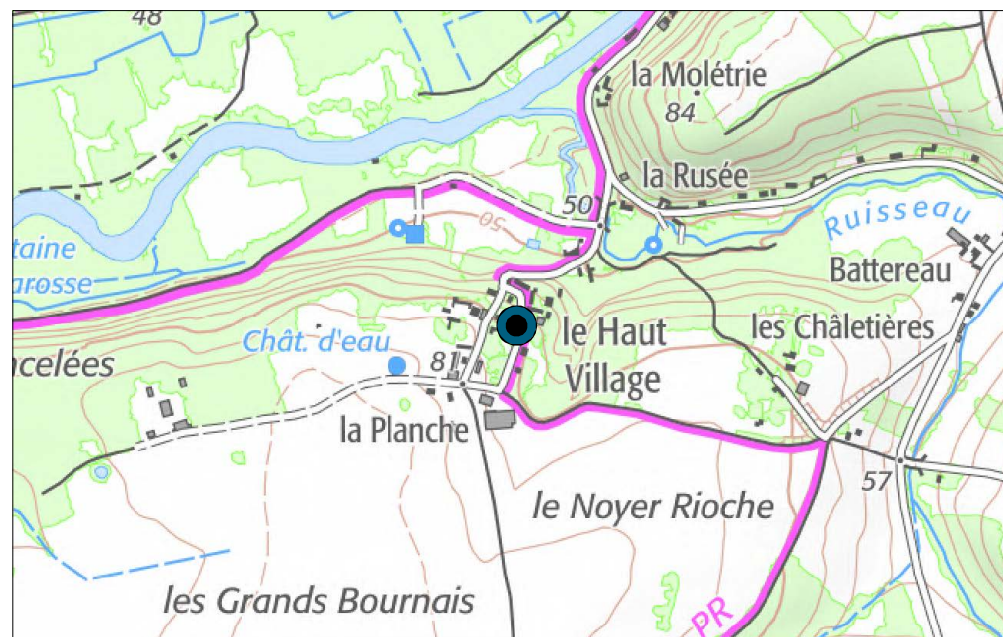 48
la Molétrie
84
la Rusée
50
Ruisseau
50
taine
arosse
Battereau
Chât. d'eau
les Châletières
le Haut
Village
ncelées
81
la Planche
57
le Noyer Rioche
les Grands Bournais
PR